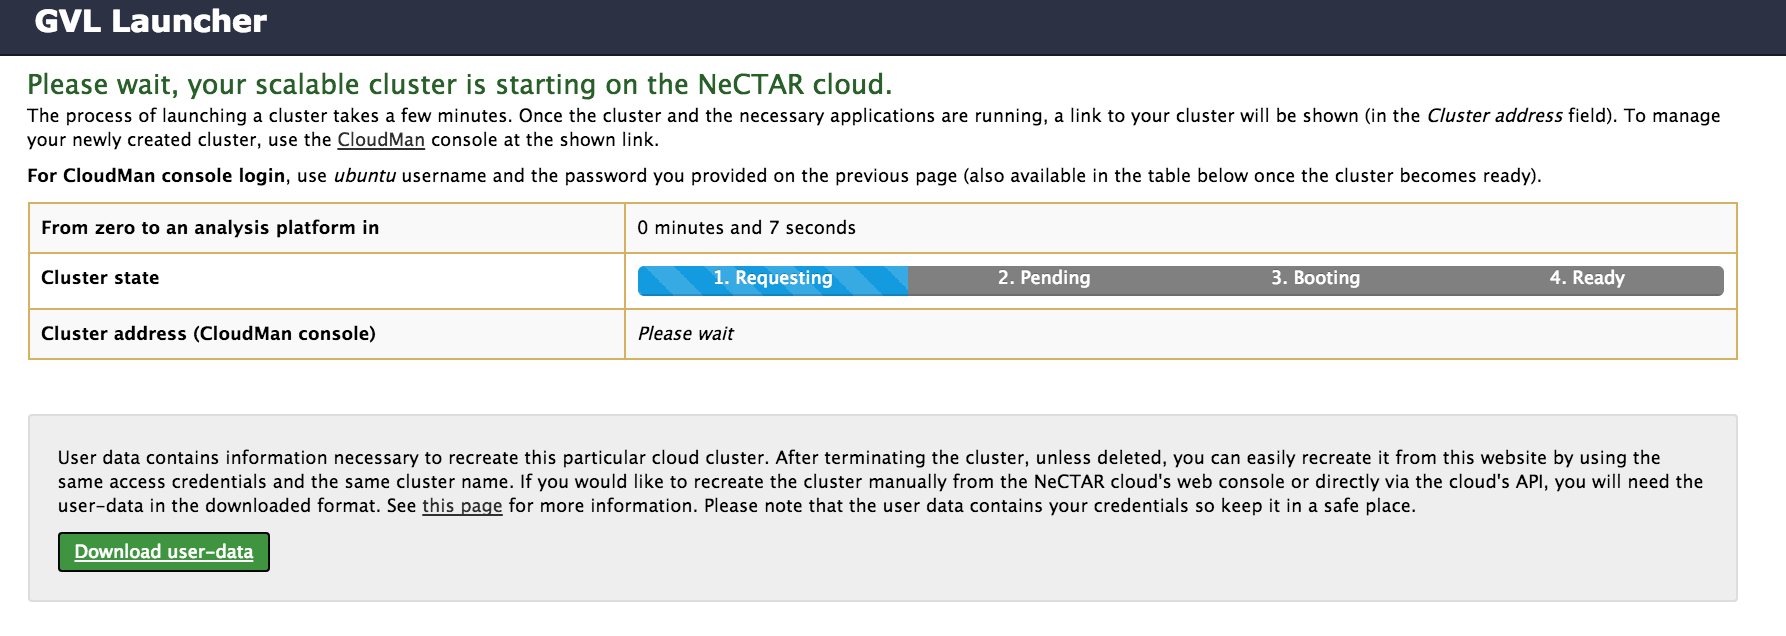 GVL Launcher
Please wait, your scalable cluster is starting on the NeCTAR cloud.
The process of launching a cluster takes a few minutes. Once the cluster and the necessary applications are running, a link to your cluster will be shown (in the Cluster address field). To manage
your newly created cluster, use the CloudMan console at the shown link.
For CloudMan console login, use ubuntu username and the password you provided on the previous page (also available in the table below once the cluster becomes ready).
From zero to an analysis platform in 0 minutes and 7 seconds
Cluster state 1. Requesting 2. Pending 3. Booting 4. Ready
Cluster address (CloudMan console) Please wait
User data contains information necessary to recreate this particular cloud cluster. After terminating the cluster, unless deleted, you can easily recreate it from this website by using the
same access credentials and the same cluster name. If you would like to recreate the cluster manually from the NeCTAR cloud's web console or directly via the cloud's API, you will need the
user-data in the downloaded format. See this page for more information. Please note that the user data contains your credentials so keep it in a safe place.
Download user-data